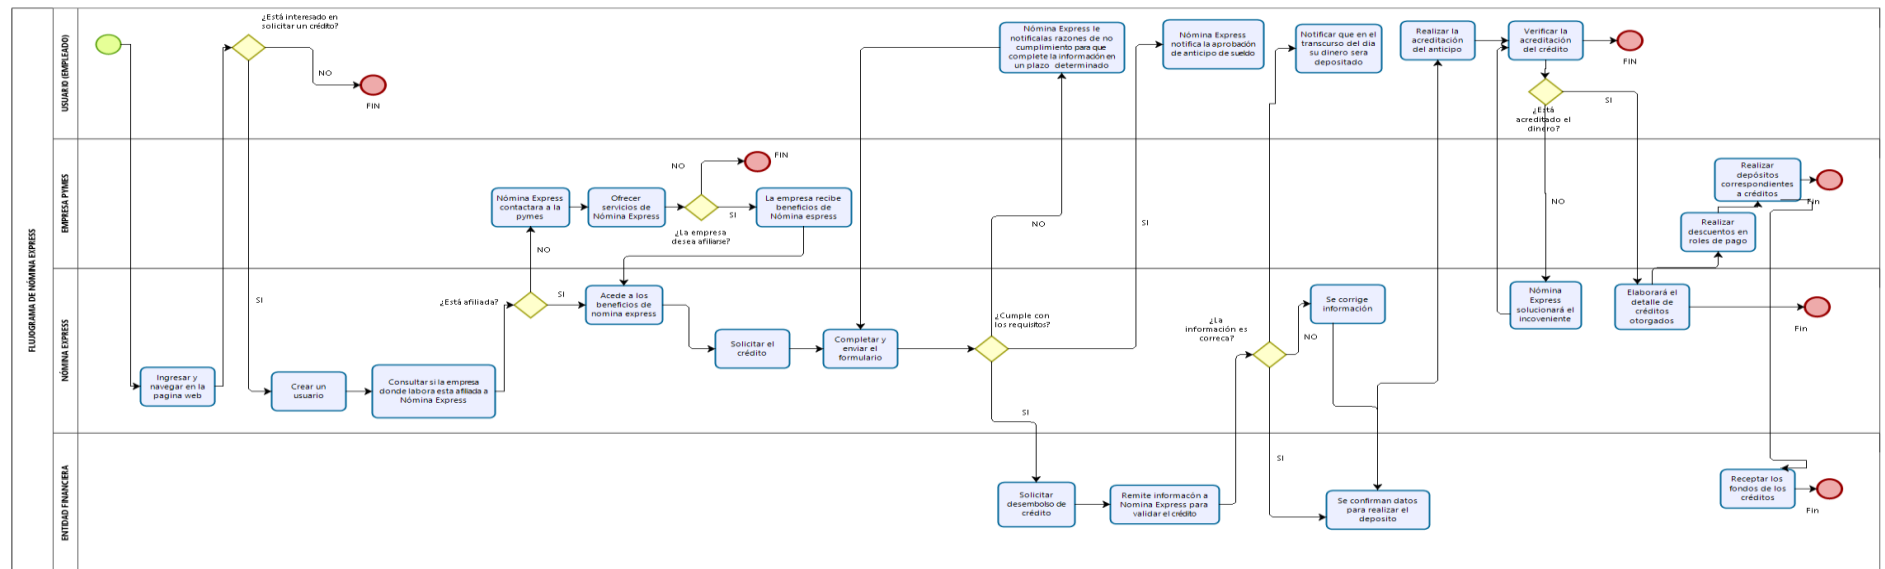 FLUJOGRAMA DE NÓMINA EXPRESS
USUARIO (EMPLEADO)
¿Está interesado en
solicitar un crédito?
NO
FIN
SI
Nómina Express le
notificalas razones de no
cumplimiento para que
complete la información en
un plazo determinado
Nómina Express
notifica la aprobación
de anticipo de sueldo
Notificar que en el
transcurso del dia
su dinero sera
depositado
Realizar la
acreditación
del anticipo
Verificar la
acreditación
del crédito
FIN
SI
¿Está
acreditado el
dinero?
NO
EMPRESA PYMES
Nómina Express
contactara a la
pymes
Ofrecer
servicios de
Nómina Express
NO
FIN
SI
¿La empresa
desea afiliarse?
La empresa recibe
beneficios de
Nómina espress
NO
NO
SI
Realizar
depósitos
correspondientes
a créditos
Fin
Realizar
descuentos en
roles de pago
NÓMINA EXPRESS
Ingresar y
navegar en la
pagina web
Crear un
usuario
Consultar si la empresa
donde labora esta afiliada a
Nómina Express
¿Está afiliada?
SI
Acede a los
beneficios de
nomina express
Solicitar el
crédito
Completar y
enviar el
formulario
¿Cumple con
los requisitos?
SI
¿La
información es
correca?
NO
Se corrige
información
SI
Nómina
Express
solucionará el
incoveniente
Elaborará el
detalle de
créditos
otorgados
Fin
ENTIDAD FINANCIERA
Solicitar
desembolso de
crédito
Remite informacón a
Nomina Express para
validar el crédito
Se confirman datos
para realizar el
deposito
Receptar los
fondos de los
créditos
Fin